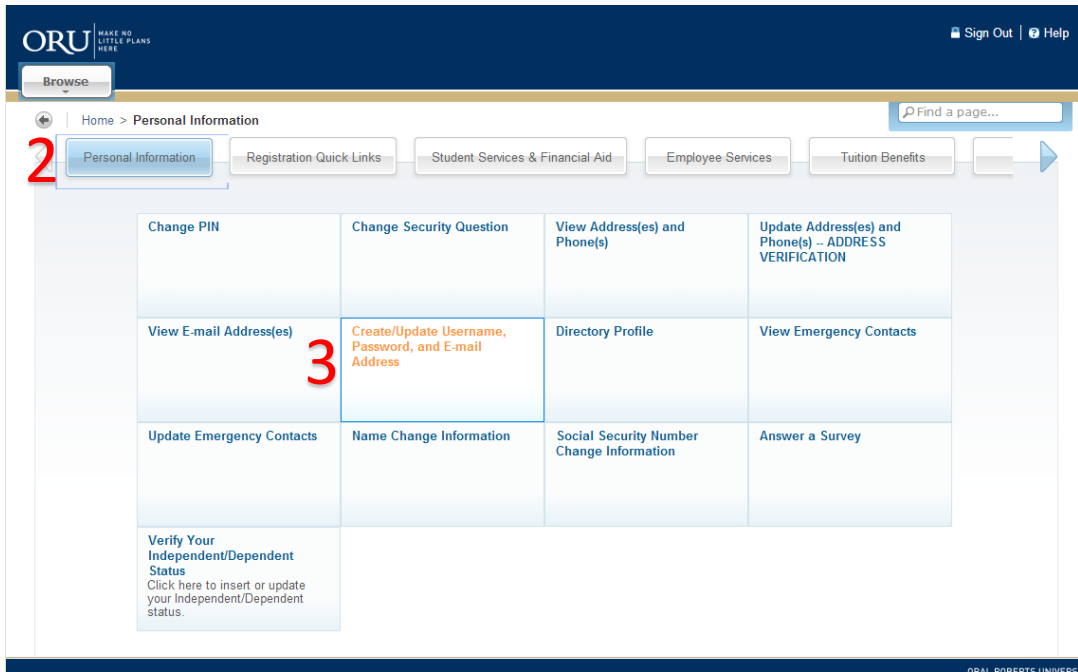 ORU MAKE NO
LITTLE PLANS
HERE
Sign Out | Help
Browse
Home > Personal Information
Find a page...
2
Personal Information
Registration Quick Links
Student Services & Financial Aid
Employee Services
Tuition Benefits
Change PIN
Change Security Question
View Address(es) and
Phone(s)
Update Address(es) and
Phone(s) -- ADDRESS
VERIFICATION
View E-mail Address(es)
3
Create/Update Username,
Password, and E-mail
Address
Directory Profile
View Emergency Contacts
Update Emergency Contacts
Name Change Information
Social Security Number
Change Information
Answer a Survey
Verify Your
Independent/Dependent
Status
Click here to insert or update
your Independent/Dependent
status.
ORAL ROBERTS UNIVERS